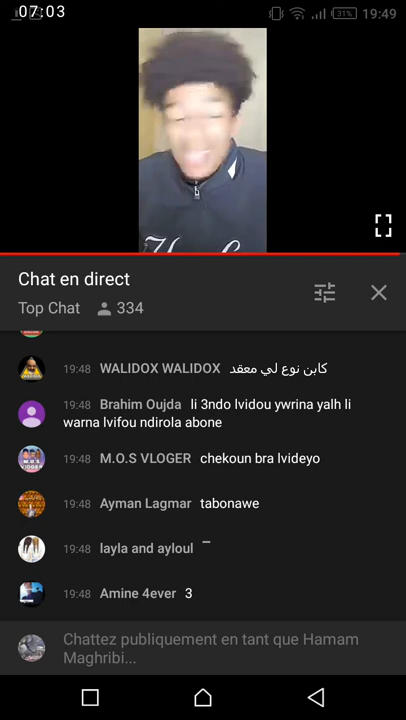 07:03
31%
19:49
Chat en direct
Top Chat 334
19:48 WALIDOX WALIDOX كابن نوع لي معقد
19:48 Brahim Oujda li 3ndo lvidou ywrina yalh li
warna lvifou ndirola abone
19:48 M.O.S VLOGER chekoun bra lvideyo
19:48 Ayman Lagmar tabonawe
19:48 layla and ayloul
19:48 Amine 4ever 3
Chattez publiquement en tant que Hamam
Maghribi...